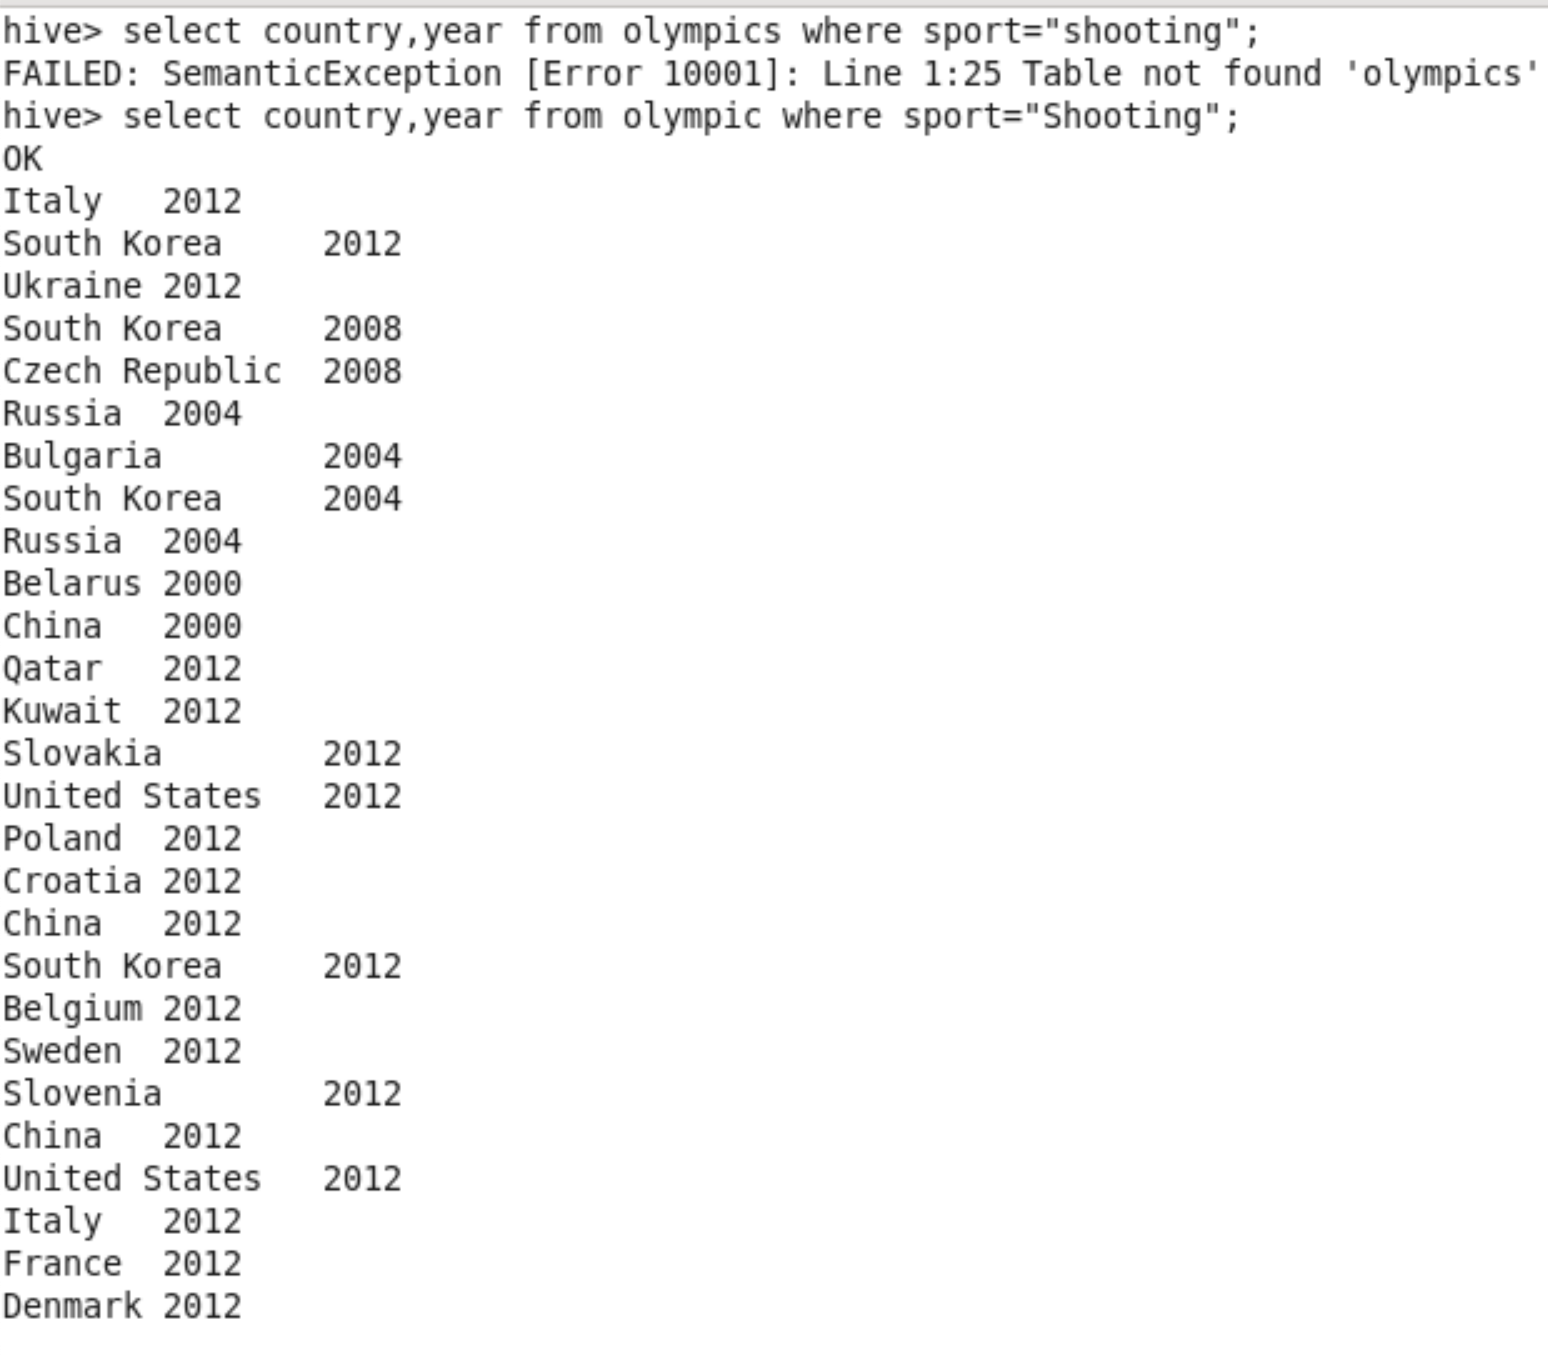 hive> select country,year from olympics where sport="shooting";
FAILED: SemanticException [Error 10001]: Line 1:25 Table not found 'olympics'
hive> select country,year from olympic where sport="Shooting";
OK
Italy	2012
South Korea	2012
Ukraine	2012
South Korea	2008
Czech Republic	2008
Russia	2004
Bulgaria	2004
South Korea	2004
Russia	2004
Belarus	2000
China	2000
Qatar	2012
Kuwait	2012
Slovakia	2012
United States	2012
Poland	2012
Croatia	2012
China	2012
South Korea	2012
Belgium	2012
Sweden	2012
Slovenia	2012
China	2012
United States	2012
Italy	2012
France	2012
Denmark	2012